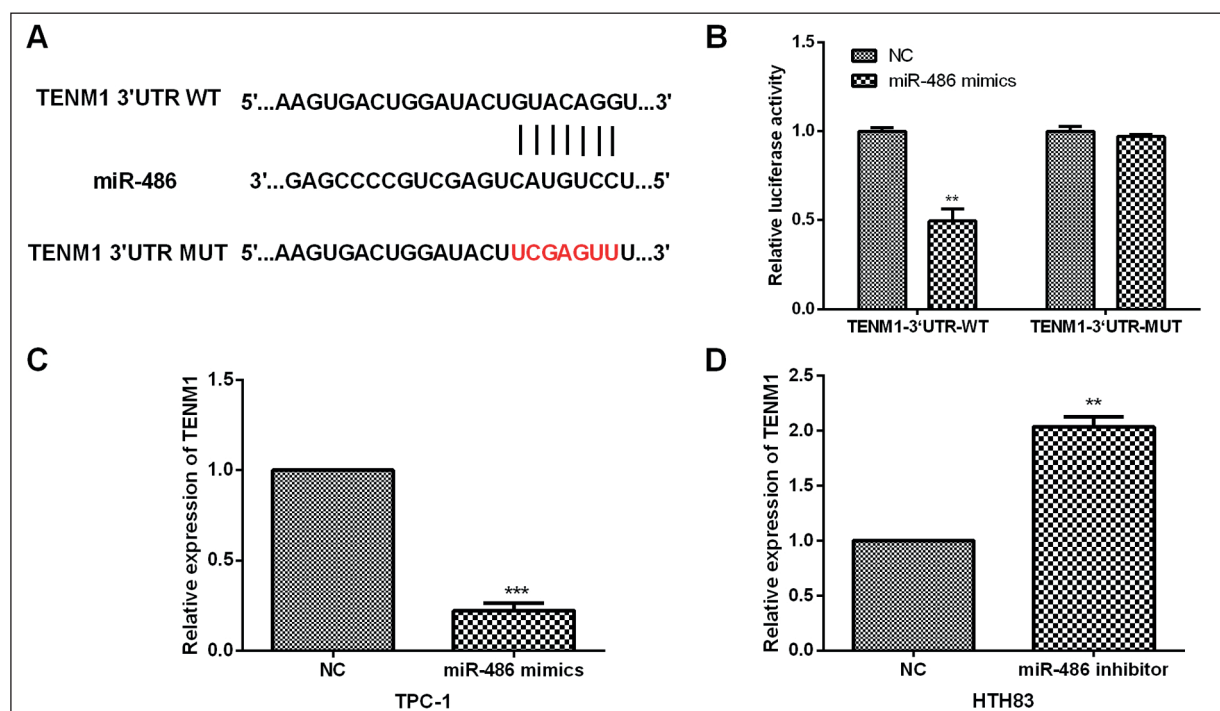 A
TENM1 3'UTR WT 5'...AAGUGACUGGAUACUGUACAGGU...3'
miR-486 3'...GAGCCCCGUCGAGUCAUGUCCU...5'
TENM1 3'UTR MUT 5'...AAGUGACUGGAUACUUCGAGUUU...3'
B
Relative luciferase activity
1.5
1.0
0.5
0.0
NC
miR-486 mimics
**
TENM1-3'UTR-WT TENM1-3'UTR-MUT
C
Relative expression of TENM1
1.5
1.0
0.5
0.0
***
NC miR-486 mimics
TPC-1
D
Relative expression of TENM1
2.5
2.0
1.5
1.0
0.5
0.0
**
NC miR-486 inhibitor
HTH83